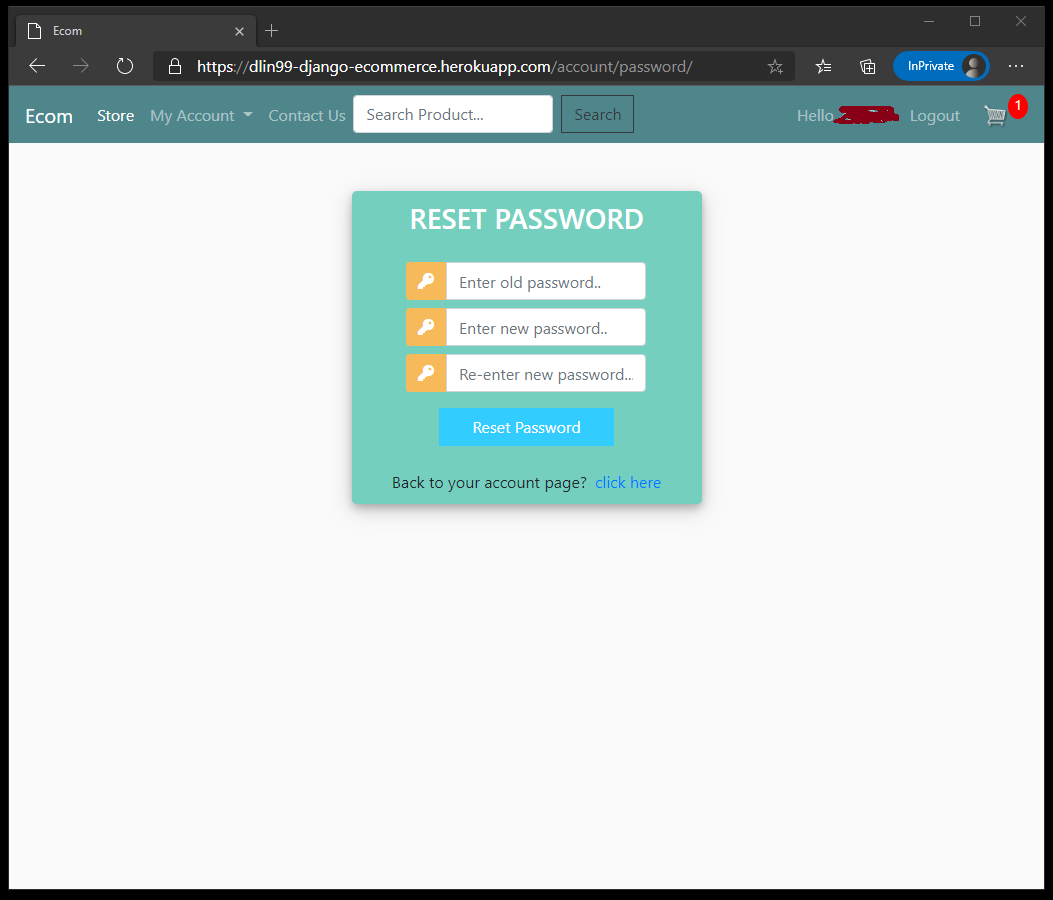 Ecom
https://dlin99-django-ecommerce.herokuapp.com/account/password/
InPrivate
Ecom Store My Account Contact Us Search Product... Search Hello Logout 1
RESET PASSWORD
Enter old password..
Enter new password..
Re-enter new password..
Reset Password
Back to your account page? click here